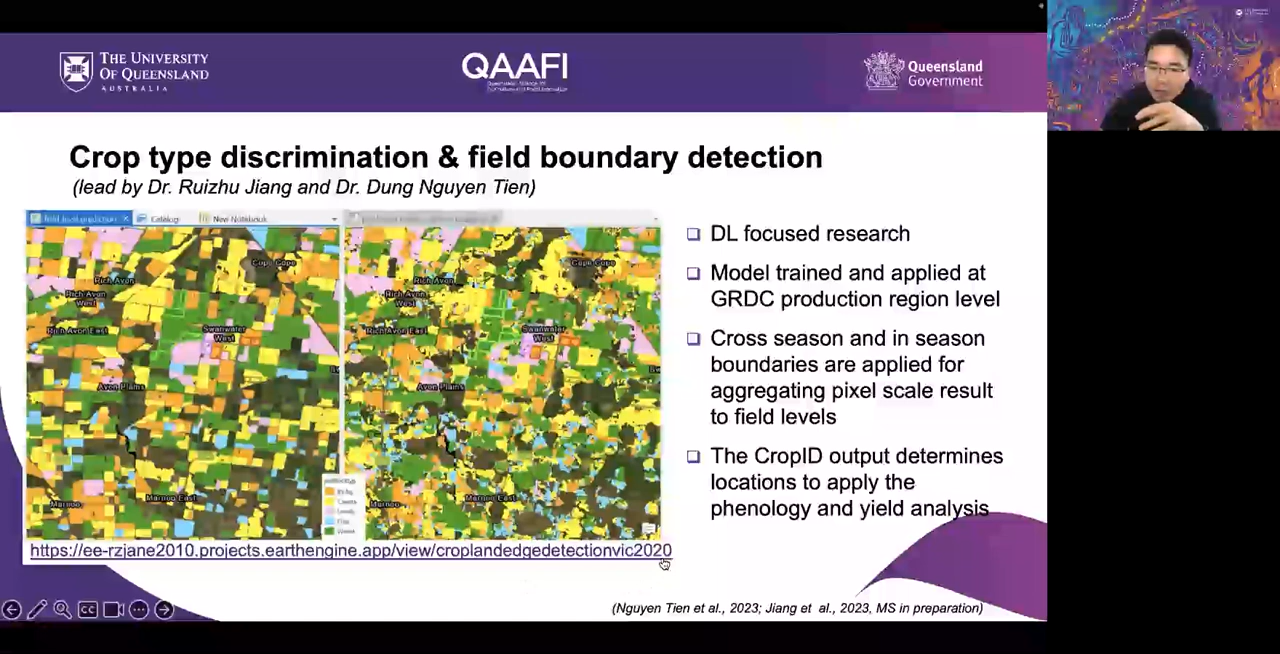 THE UNIVERSITY
OF QUEENSLAND
AUSTRALIA
QAAFI
Queensland
Government
Crop type discrimination & field boundary detection
(lead by Dr. Ruizhu Jiang and Dr. Dung Nguyen Tien)
field level prediction
Catalog
New Notebook
Cope Cope
Rich Avon
Rich Avon
West
Rich Avon East
Swanwater
West
Avon Plains
Marnoo
Marnoo East
Cope Cope
Rich Avon
Rich Avon
West
Rich Avon East
Swanwater
West
Avon Plains
Marnoo
Marnoo East
https://ee-rzjane2010.projects.earthengine.app/view/croplandedgedetectionvic2020
❑ DL focused research
❑ Model trained and applied at
GRDC production region level
❑ Cross season and in season
boundaries are applied for
aggregating pixel scale result
to field levels
❑ The CropID output determines
locations to apply the
phenology and yield analysis
(Nguyen Tien et al., 2023; Jiang et al., 2023, MS in preparation)
CC